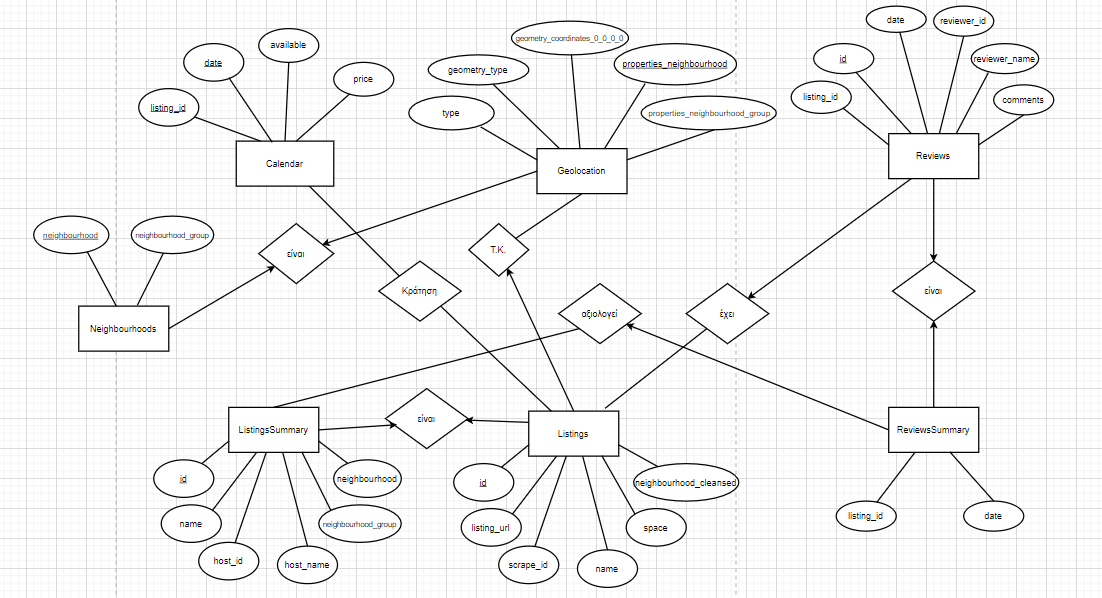 date
reviewer_id
available
geometry_coordinates_0_0_0_0
date
id
reviewer_name
price
geometry_type
properties_neighbourhood
listing_id
listing_id
comments
type
properties_neighbourhood_group
Calendar
Geolocation
Reviews
neighbourhood
neighbourhood_group
είναι
Τ.Κ.
Κράτηση
αξιολογεί
έχει
είναι
Neighbourhoods
ListingsSummary
είναι
Listings
ReviewsSummary
id
neighbourhood
id
neighbourhood_cleansed
name
neighbourhood_group
listing_url
space
listing_id
date
host_id
host_name
scrape_id
name